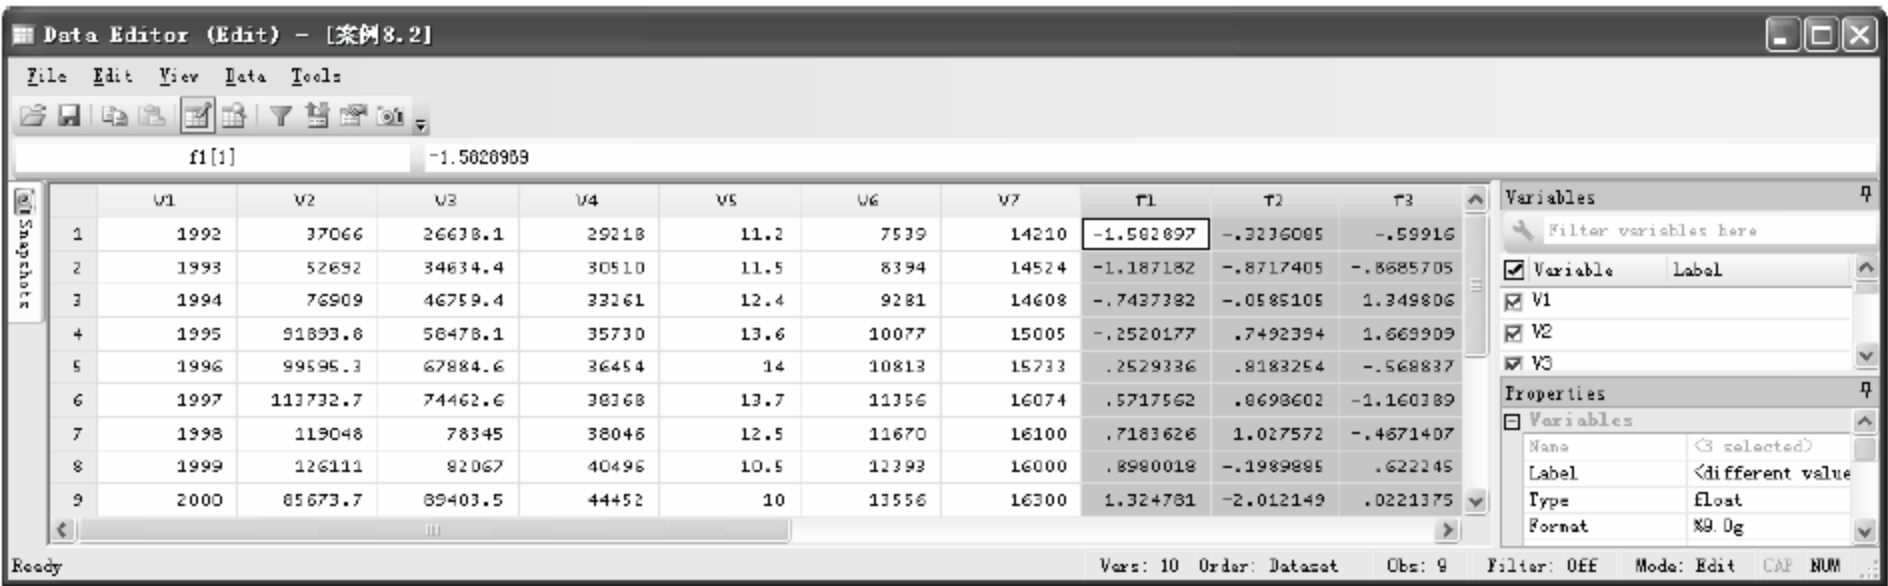 Data Editor (Edit) - [案例8.2]
File Edit View Data Tools
f1[1] -1.5828969
Snapshots
V1 V2 V3 V4 V5 V6 V7 f1 f2 f3
1 1992 37066 26638.1 29218 11.2 7539 14210 -1.582897 -.3236085 -.59916
2 1993 52692 34634.4 30510 11.5 8394 14524 -1.187182 -.8717405 -.8685705
3 1994 76909 46759.4 33261 12.4 9281 14608 -.7437382 -.0585105 1.349806
4 1995 91893.8 58478.1 35730 13.6 10077 15005 -.2520177 .7492394 1.669909
5 1996 99595.3 67884.6 36454 14 10813 15733 .2529336 .8183254 -.568837
6 1997 113732.7 74462.6 38368 13.7 11356 16074 .5717562 .8698602 -1.160389
7 1998 119048 78345 38046 12.5 11670 16100 .7183626 1.027572 -.4671407
8 1999 126111 82067 40496 10.5 12393 16000 .8980018 -.1989885 .622245
9 2000 85673.7 89403.5 44452 10 13556 16300 1.324781 -2.012149 .0221375
Variables
Filter variables here
Variable Label
V1
V2
V3
Properties
Variables
Name <3 selected>
Label <different value
Type float
Format %9.0g
Ready Vars: 10 Order: Dataset Obs: 9 Filter: Off Mode: Edit CAP NUM